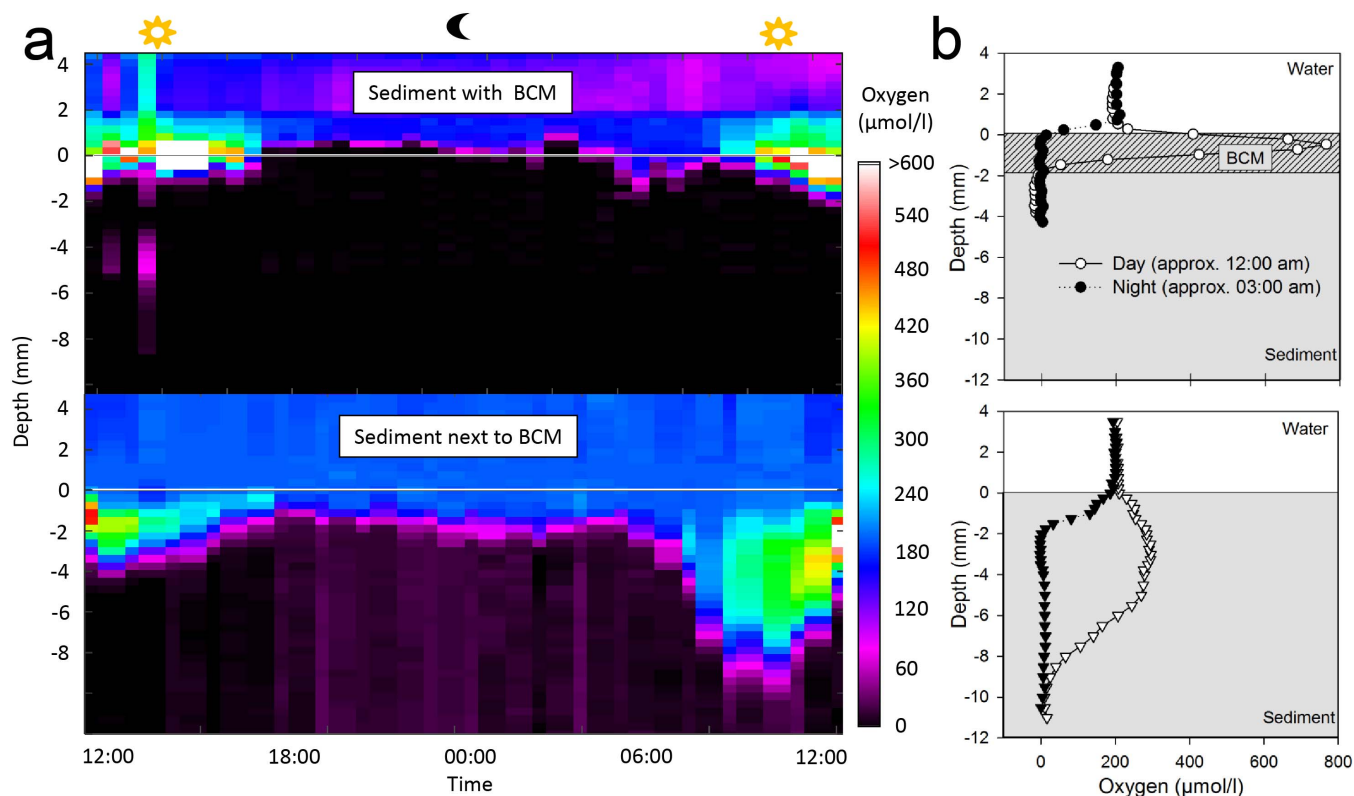 a
b
Sediment with BCM
Sediment next to BCM
4
2
0
-2
-4
-6
-8
4
2
0
-2
-4
-6
-8
Depth (mm)
12:00
18:00
00:00
06:00
12:00
Time
Oxygen
(µmol/l)
>600
540
480
420
360
300
240
180
120
60
0
4
2
0
-2
-4
-6
-8
-10
-12
Depth (mm)
Water
BCM
Day (approx. 12:00 am)
Night (approx. 03:00 am)
Sediment
4
2
0
-2
-4
-6
-8
-10
-12
Depth (mm)
Water
Sediment
0
200
400
600
800
Oxygen (µmol/l)